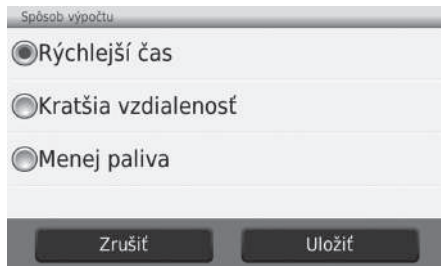 Spôsob výpočtu
Rýchlejší čas
Kratšia vzdialenosť
Menej paliva
Zrušiť Uložiť